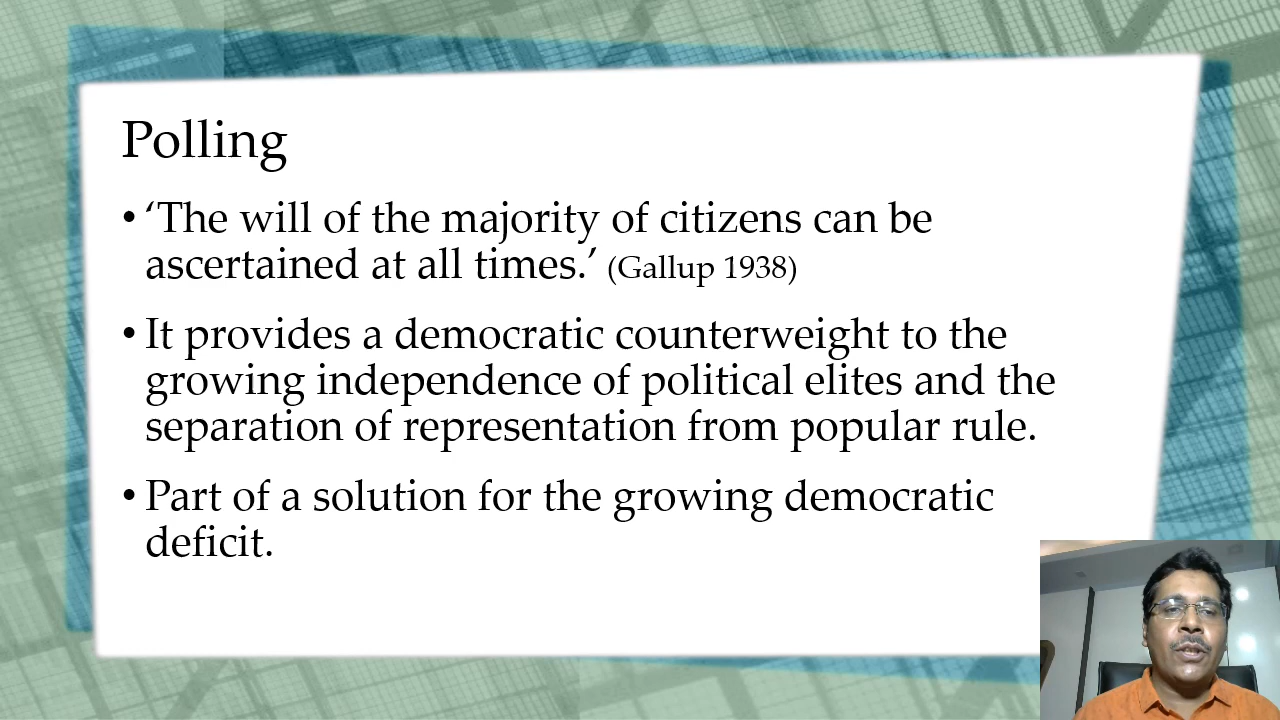 Polling
• ‘The will of the majority of citizens can be
ascertained at all times.’ (Gallup 1938)
• It provides a democratic counterweight to the
growing independence of political elites and the
separation of representation from popular rule.
• Part of a solution for the growing democratic
deficit.